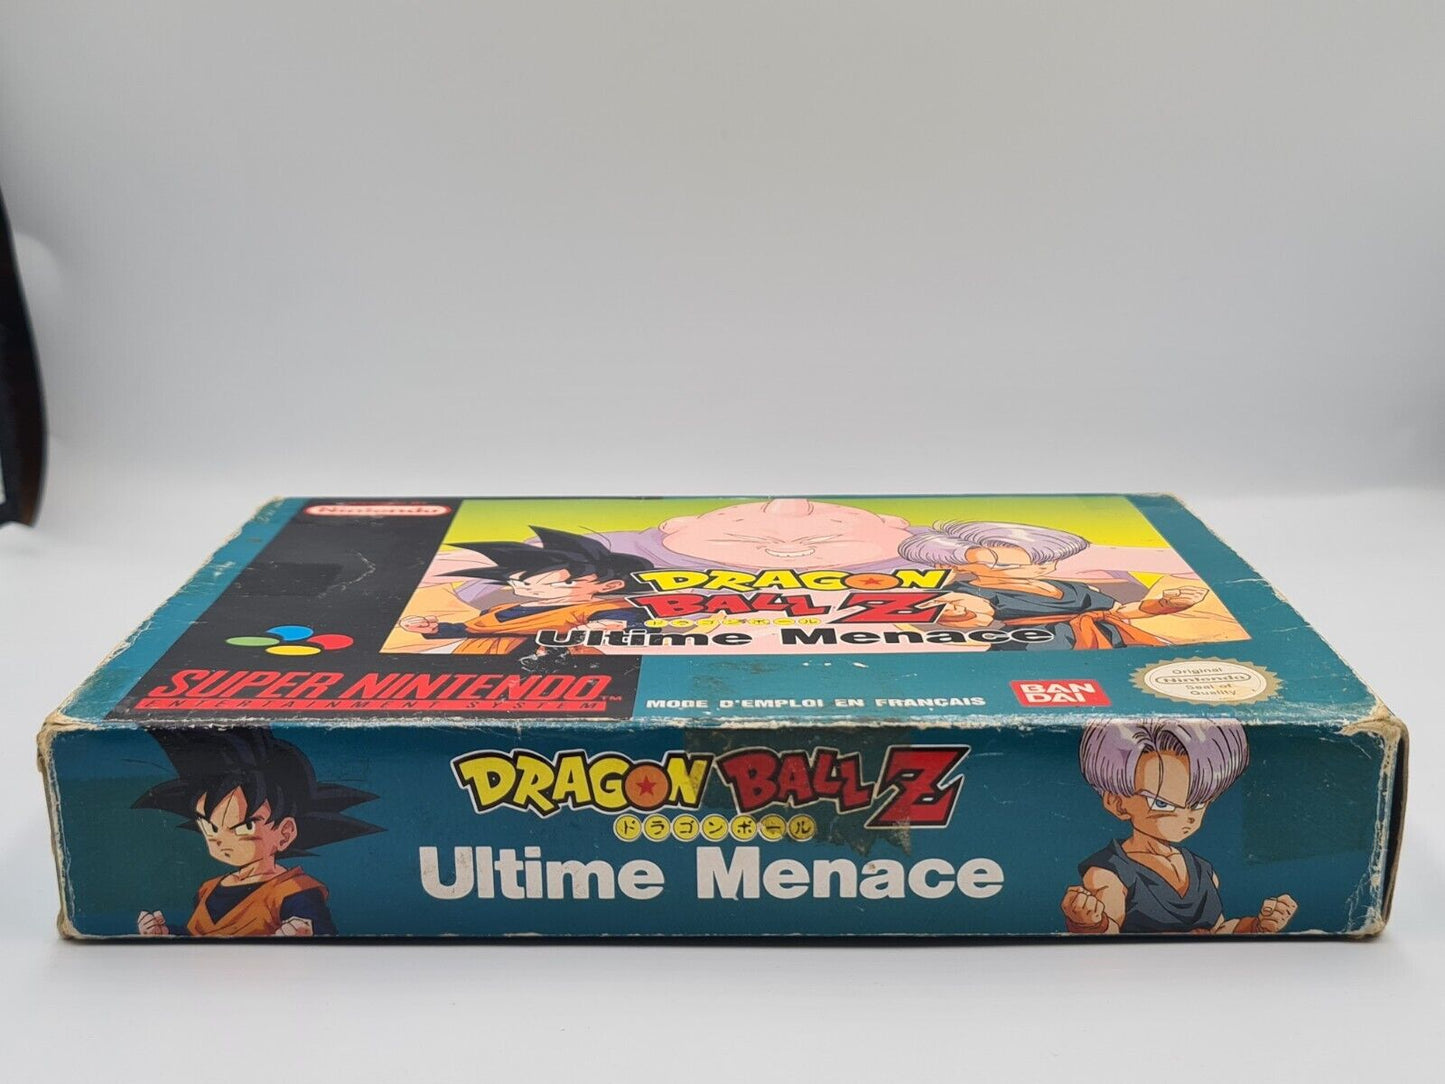 Nintendo
DRAGON
BALL Z
ドラゴンボール
Ultime Menace
SUPER NINTENDO
ENTERTAINMENT SYSTEM
TM
MODE D'EMPLOI EN FRANÇAIS
BAN
DAI
Original
Nintendo
Seal of
Quality
DRAGON BALL Z
ドラゴンボール
Ultime Menace